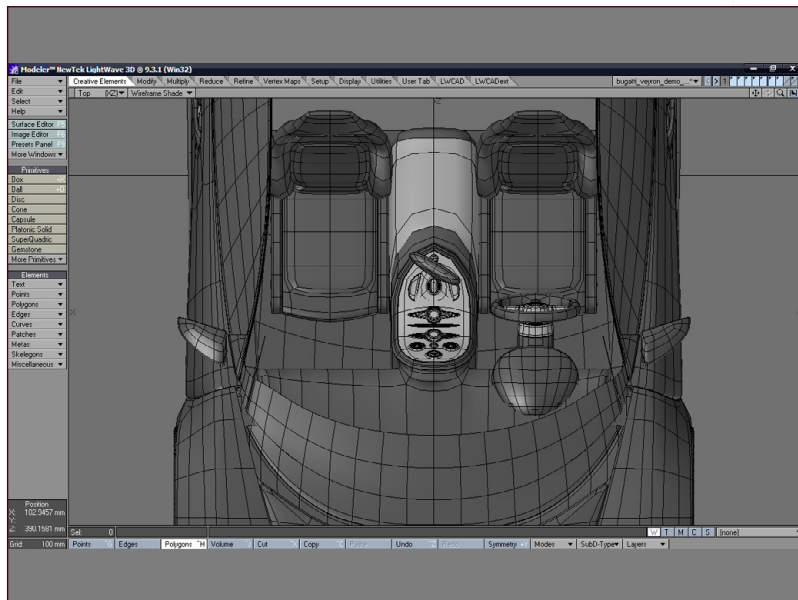 Modeler™ NewTek LightWave 3D ® 9.3.1 (Win32)
File
Creative Elements Modify Multiply Reduce Refine Vertex Maps Setup Display Utilities User Tab LWCAD LWCADext
1
Edit
Top (XZ) Wireframe Shade
Select
Help
Surface Editor
Image Editor
Presets Panel
More Windows
Primitives
Box
Ball
Disc
Cone
Capsule
Platonic Solid
SuperQuadric
Gemstone
More Primitives
Elements
Text
Points
Polygons
Edges
Curves
Patches
Metas
Skelegons
Miscellaneous
Z
X
Position
X: 102.9457 mm
Y:
Z: 390.1581 mm
Sel: 0
W T M C S (none)
Grid: 100 mm
Points Edges Polygons ^H Volume Cut Copy Paste Undo Redo Symmetry Modes SubD-Type Layers